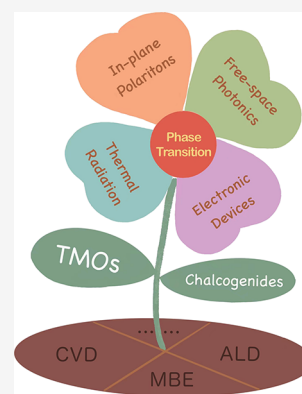 In-plane
Polaritons
Free-space
Photonics
Phase
Transition
Thermal
Radiation
Electronic
Devices
TMOs
Chalcogenides
... ...
CVD
ALD
MBE